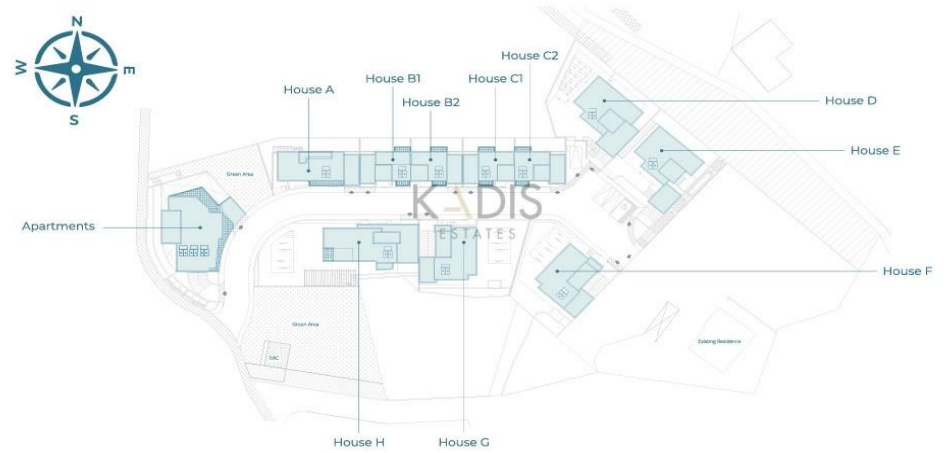 N
W
E
S
House A
House B1
House B2
House C1
House C2
House D
House E
House F
Apartments
Green Area
KADIS
ESTATES
Green Area
Existing Residence
House H
House G